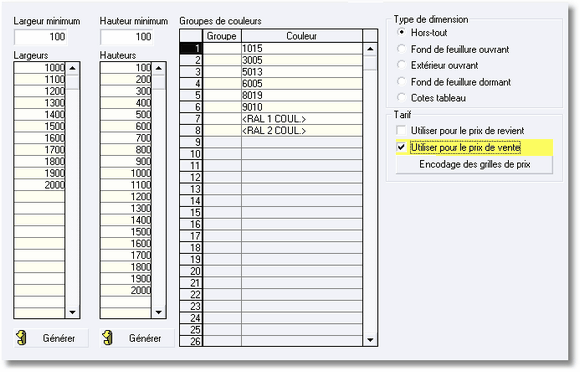 Largeur minimum
100
Largeurs
1000
1100
1200
1300
1400
1500
1600
1700
1800
1900
2000
Générer
Hauteur minimum
100
Hauteurs
100
200
300
400
500
600
700
800
900
1000
1100
1200
1300
1400
1500
1600
1700
1800
1900
2000
Générer
Groupes de couleurs
Groupe Couleur
1 1015
2 3005
3 5013
4 6005
5 8019
6 9010
7 <RAL 1 COUL.>
8 <RAL 2 COUL.>
9
10
11
12
13
14
15
16
17
18
19
20
21
22
23
24
25
26
Type de dimension
Hors-tout
Fond de feuillure ouvrant
Extérieur ouvrant
Fond de feuillure dormant
Cotes tableau
Tarif
Utiliser pour le prix de revient
Utiliser pour le prix de vente
Encodage des grilles de prix